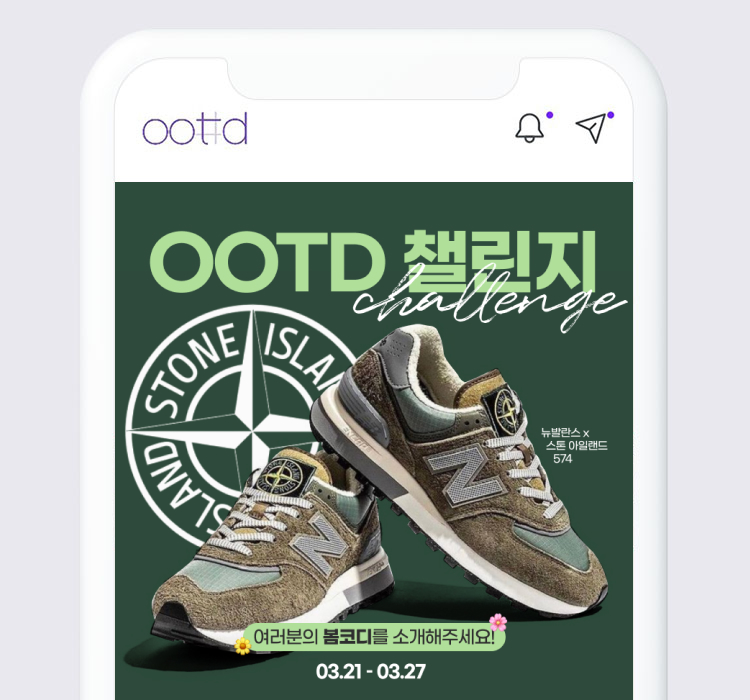 ootd
OOTD 챌린지
challenge
STONE ISLAND
ISLAND
뉴발란스 x
스톤 아일랜드
574
N
N
여러분의 봄코디를 소개해주세요!
03.21 - 03.27